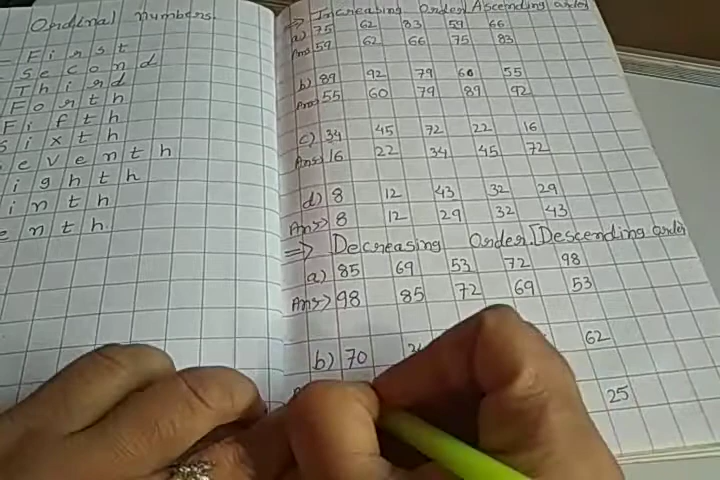 Ordinal numbers.
First
Second
Third
Forth
Fifth
Sixth
eventh
ighth
inth
enth
=> Increasing Order/Ascending order
a) 75 62 83 59 66
Ans> 59 62 66 75 83
b) 89 92 79 60 55
Ans> 55 60 79 89 92
c) 34 45 72 22 16
Ans> 16 22 34 45 72
d) 8 12 43 32 29
Ans> 8 12 29 32 43
=> Decreasing Order.[Descending order
a) 85 69 53 72 98
Ans> 98 85 72 69 53
b) 70 62
25